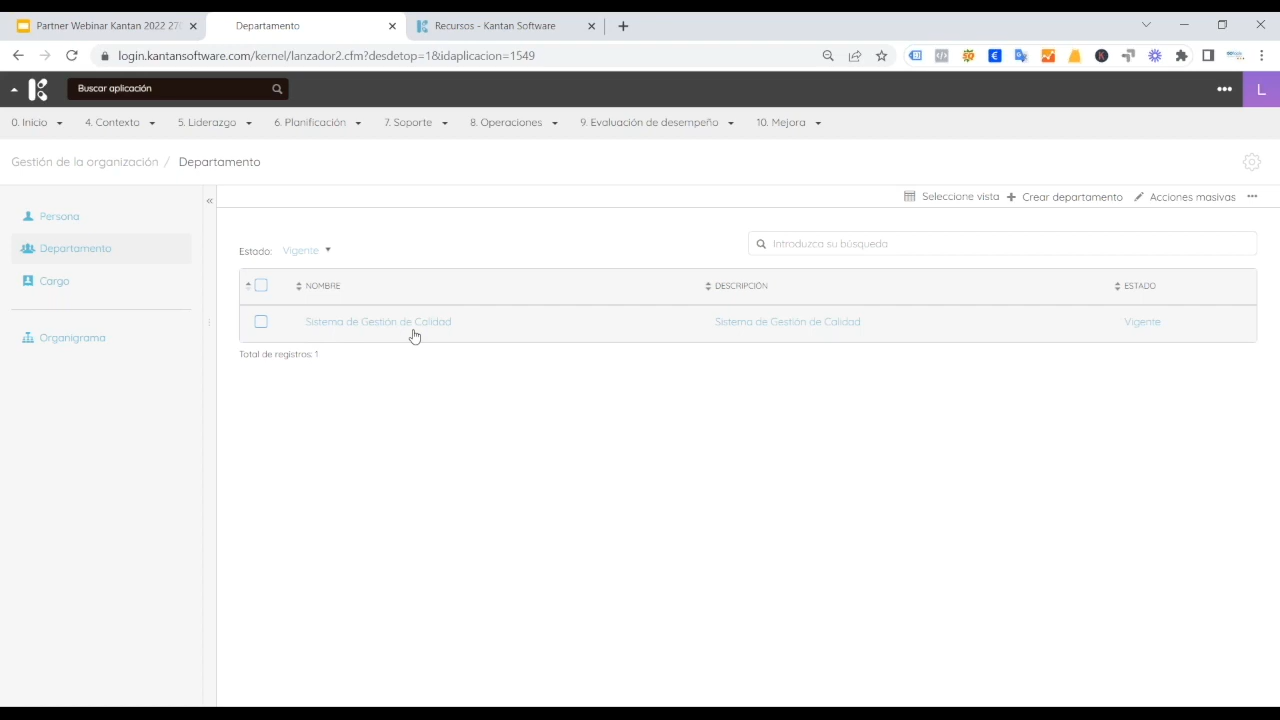 Partner Webinar Kantan 2022 270
Departamento
Recursos - Kantan Software
login.kantansoftware.com/kernel/lanzador2.cfm?desdetop=1&idaplicacion=1549
Buscar aplicación
L
0. Inicio
4. Contexto
5. Liderazgo
6. Planificación
7. Soporte
8. Operaciones
9. Evaluación de desempeño
10. Mejora
Gestión de la organización / Departamento
Persona
Departamento
Cargo
Organigrama
«
Seleccione vista
Crear departamento
Acciones masivas
Estado: Vigente
Introduzca su búsqueda
NOMBRE
DESCRIPCIÓN
ESTADO
Sistema de Gestión de Calidad
Sistema de Gestión de Calidad
Vigente
Total de registros: 1